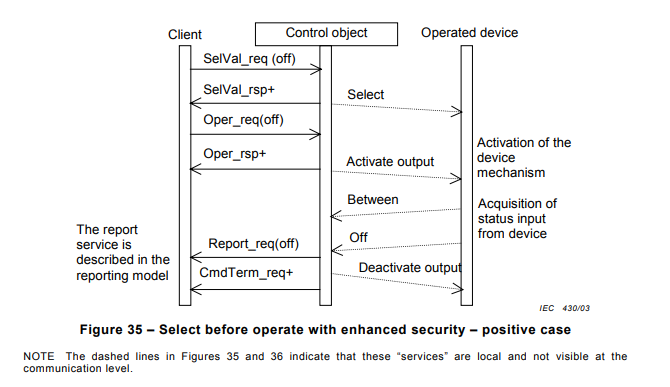 Client
Control object
Operated device
SelVal_req (off)
SelVal_rsp+
Select
Oper_req(off)
Oper_rsp+
Activate output
Activation of the
device
mechanism
Between
Acquisition of
status input
from device
Off
The report
service is
described in the
reporting model
Report_req(off)
CmdTerm_req+
Deactivate output
IEC 430/03
Figure 35 – Select before operate with enhanced security – positive case
NOTE The dashed lines in Figures 35 and 36 indicate that these “services” are local and not visible at the
communication level.